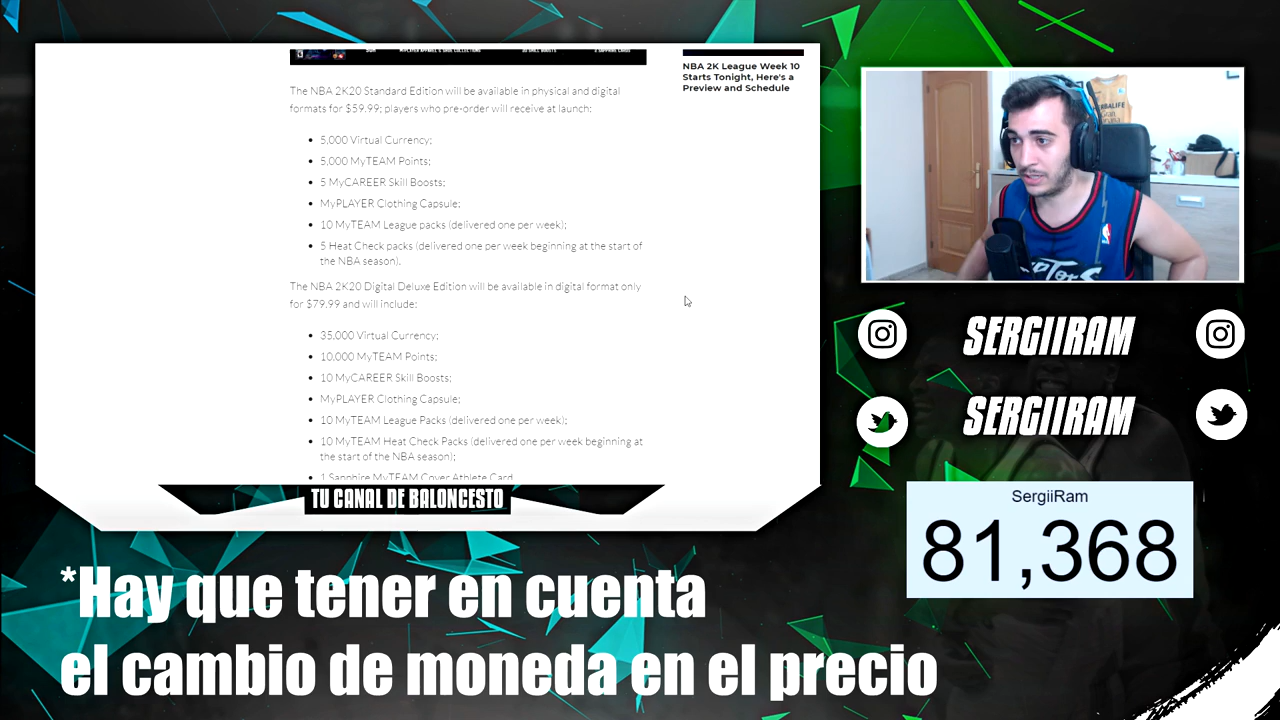 The NBA 2K20 Standard Edition will be available in physical and digital
formats for $59.99; players who pre-order will receive at launch:
5,000 Virtual Currency;
5,000 MyTEAM Points;
5 MyCAREER Skill Boosts;
MyPLAYER Clothing Capsule;
10 MyTEAM League packs (delivered one per week);
5 Heat Check packs (delivered one per week beginning at the start of
the NBA season).
The NBA 2K20 Digital Deluxe Edition will be available in digital format only
for $79.99 and will include:
35,000 Virtual Currency;
10,000 MyTEAM Points;
10 MyCAREER Skill Boosts;
MyPLAYER Clothing Capsule;
10 MyTEAM League Packs (delivered one per week);
10 MyTEAM Heat Check Packs (delivered one per week beginning at
the start of the NBA season);
1 Sapphire MyTEAM Cover Athlete Card
NBA 2K League Week 10
Starts Tonight, Here's a
Preview and Schedule
TU CANAL DE BALONCESTO
SERGIIRAM
SERGIIRAM
SergiiRam
81,368
*Hay que tener en cuenta
el cambio de moneda en el precio